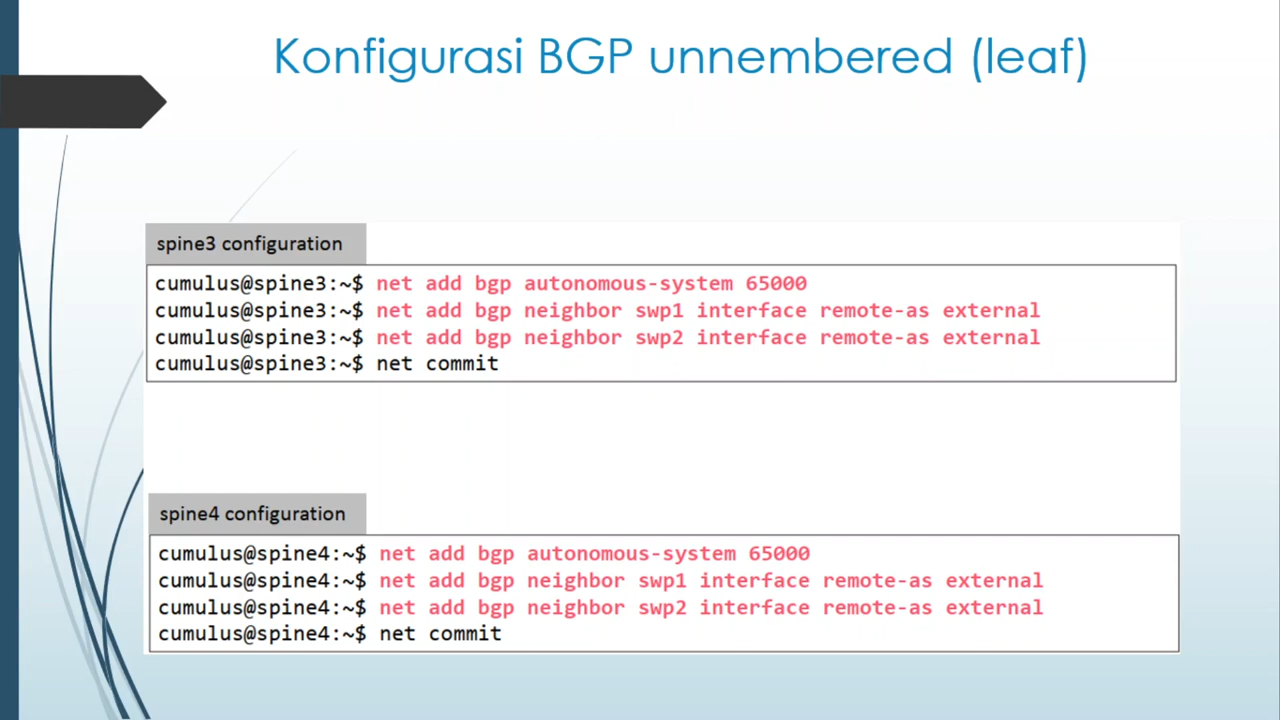 Konfigurasi BGP unnembered (leaf)
spine3 configuration
cumulus@spine3:~$ net add bgp autonomous-system 65000
cumulus@spine3:~$ net add bgp neighbor swp1 interface remote-as external
cumulus@spine3:~$ net add bgp neighbor swp2 interface remote-as external
cumulus@spine3:~$ net commit
spine4 configuration
cumulus@spine4:~$ net add bgp autonomous-system 65000
cumulus@spine4:~$ net add bgp neighbor swp1 interface remote-as external
cumulus@spine4:~$ net add bgp neighbor swp2 interface remote-as external
cumulus@spine4:~$ net commit